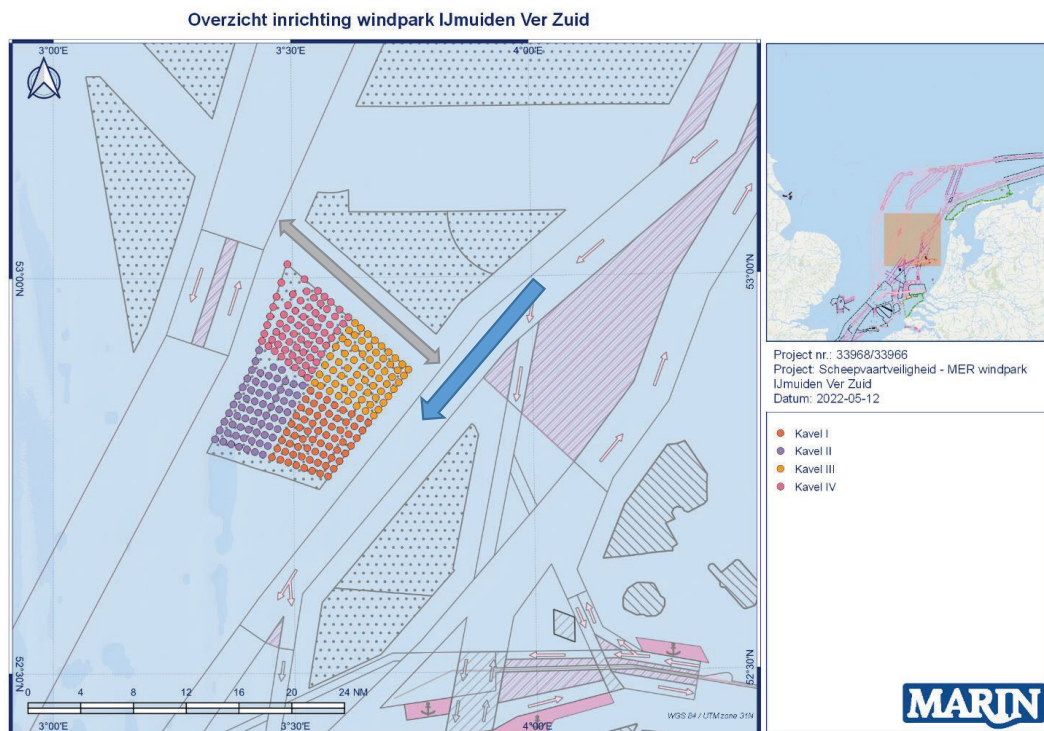 Overzicht inrichting windpark IJmuiden Ver Zuid
3°00'E
3°30'E
4°00'E
53°00'N
53°00'N
Project nr.: 33968/33966
Project: Scheepvaartveiligheid - MER windpark
IJmuiden Ver Zuid
Datum: 2022-05-12
Kavel I
Kavel II
Kavel III
Kavel IV
52°30'N
52°30'N
0 4 8 12 16 20 24 NM
WGS 84 / UTM zone 31N
3°00'E
3°30'E
4°00'E
MARIN